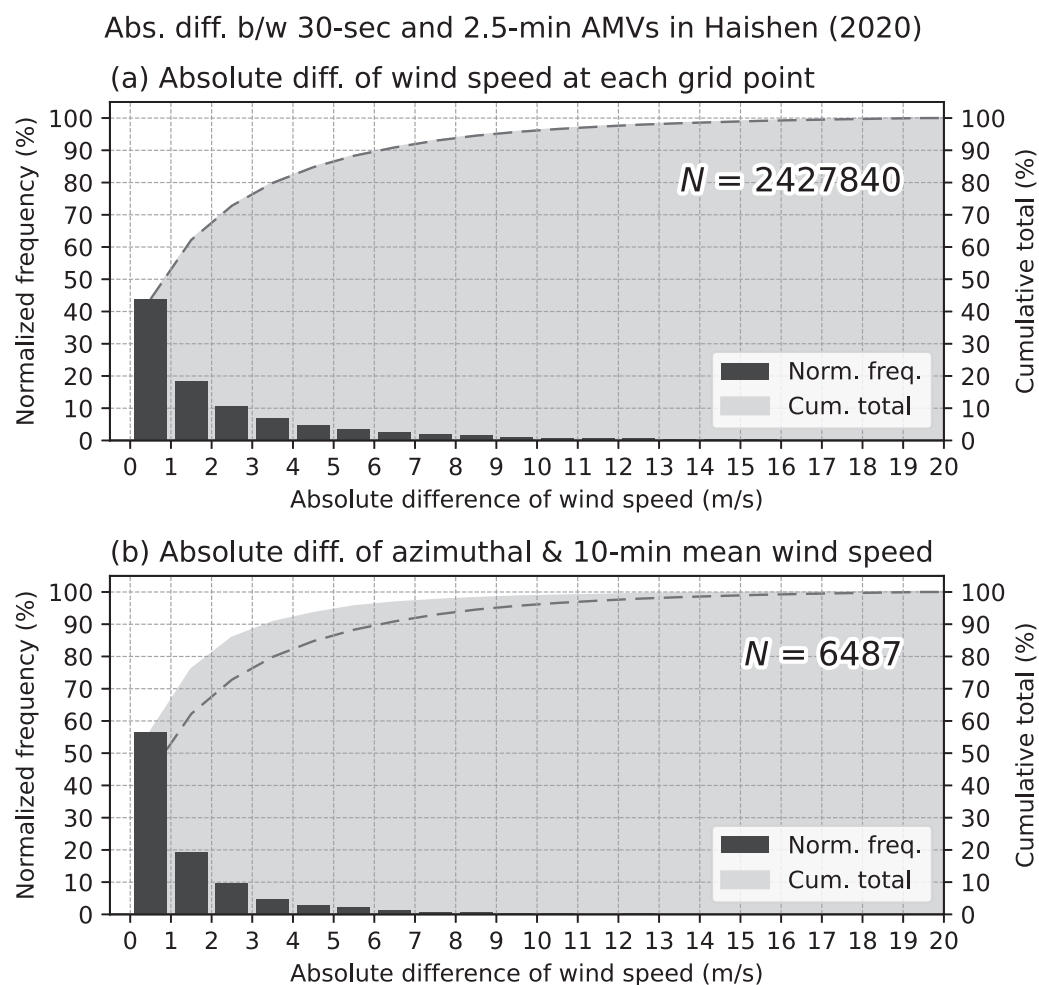 Abs. diff. b/w 30-sec and 2.5-min AMVs in Haishen (2020)
(a) Absolute diff. of wind speed at each grid point
Normalized frequency (%)
100
90
80
70
60
50
40
30
20
10
0
N = 2427840
Norm. freq.
Cum. total
100
90
80
70
60
50
40
30
20
10
0
Cumulative total (%)
0 1 2 3 4 5 6 7 8 9 10 11 12 13 14 15 16 17 18 19 20
Absolute difference of wind speed (m/s)
(b) Absolute diff. of azimuthal & 10-min mean wind speed
Normalized frequency (%)
100
90
80
70
60
50
40
30
20
10
0
N = 6487
Norm. freq.
Cum. total
100
90
80
70
60
50
40
30
20
10
0
Cumulative total (%)
0 1 2 3 4 5 6 7 8 9 10 11 12 13 14 15 16 17 18 19 20
Absolute difference of wind speed (m/s)